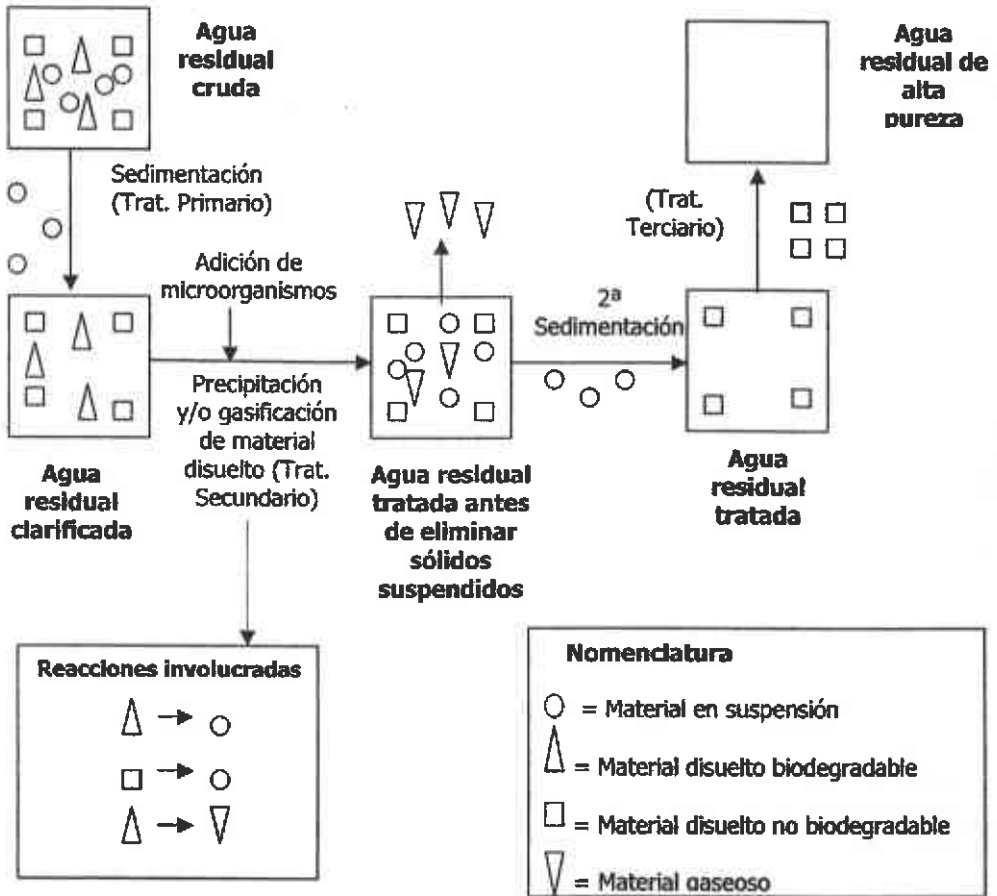 Agua
residual
cruda
Agua
residual de
alta
pureza
Sedimentación
(Trat. Primario)
(Trat.
Terciario)
Adición de
microorganismos
2ª
Sedimentación
Precipitación
y/o gasificación
de material
disuelto (Trat.
Secundario)
Agua
residual
clarificada
Agua residual
tratada antes
de eliminar
sólidos
suspendidos
Agua
residual
tratada
Reacciones involucradas
Nomenclatura
= Material en suspensión
= Material disuelto biodegradable
= Material disuelto no biodegradable
= Material gaseoso